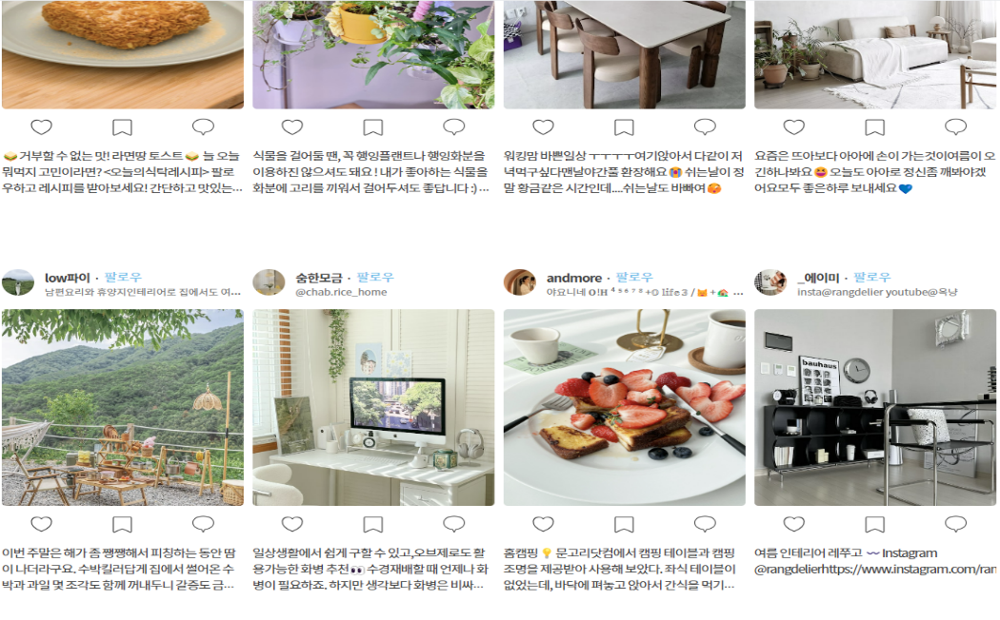 🥪 거부할 수 없는 맛! 라면땅 토스트 🥪 늘 오늘
뭐먹지 고민이라면? <오늘의식탁레시피> 팔로
우하고 레시피를 받아보세요! 간단하고 맛있는...
식물을 걸어둘 땐, 꼭 행잉플랜트나 행잉화분을
이용하진 않으셔도 돼요! 내가 좋아하는 식물을
화분에 고리를 끼워서 걸어두셔도 좋답니다 :) ...
워킹맘 바쁜일상 ㅜㅜㅜㅜ여기앉아서 다같이 저
녁먹구싶다맨날야간풀 환장해요 😭 쉬는날이 정
말 황금같은 시간인데....쉬는날도 바빠여
요즘은 뜨아보다 아아에 손이 가는것이여름이 오
긴하나봐요 😆 오늘도 아아로 정신좀 깨봐야겠
어요모두 좋은하루 보내세요 💙
low파이 · 팔로우
남편요리와 휴양지인테리어로 집에서도 여...
숨한모금 · 팔로우
@chab.rice_home
andmore · 팔로우
아요니네 𝕠𝕀ℍ ⁴ ⁵ ⁶ ⁷ ⁸ +𝕆 𝕝𝕚𝕗𝕖𝟛 / 🐱 + 🏠 ...
_에이미 · 팔로우
insta@rangdelier youtube@옥냥
bauhaus
이번 주말은 해가 좀 쨍쨍해서 피칭하는 동안 땀
이 나더라구요. 수박컬러답게 집에서 썰어온 수
박과 과일 몇 조각도 함께 꺼내두니 갈증도 금...
일상생활에서 쉽게 구할 수 있고,오브제로도 활
용가능한 화병 추천 👀 수경재배할 때 언제나 화
병이 필요하죠. 하지만 생각보다 화병은 비싸...
홈캠핑 💡 문고리닷컴에서 캠핑 테이블과 캠핑
조명을 제공받아 사용해 보았다. 좌식 테이블이
없었는데, 바닥에 펴놓고 앉아서 간식을 먹기...
여름 인테리어 레쭈고 〰 Instagram
@rangdelierhttps://www.instagram.com/ran